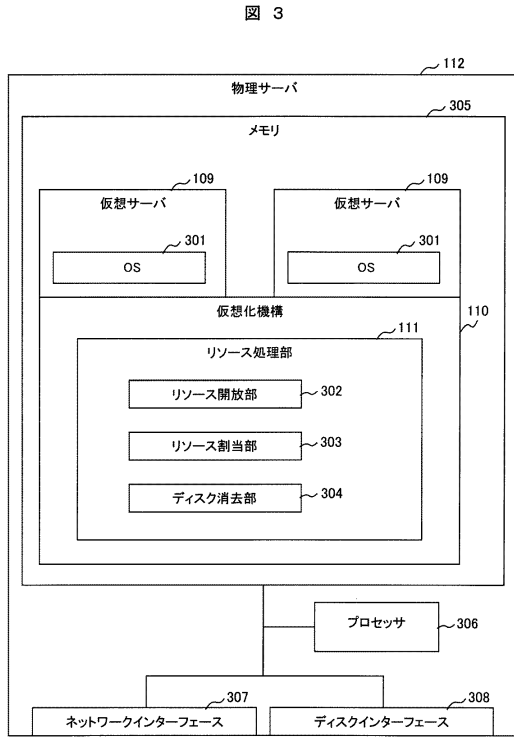 図 3
112
物理サーバ
305
メモリ
109
109
仮想サーバ
仮想サーバ
301
301
OS
OS
仮想化機構
110
111
リソース処理部
リソース開放部
302
リソース割当部
303
ディスク消去部
304
プロセッサ
306
307
308
ネットワークインターフェース
ディスクインターフェース